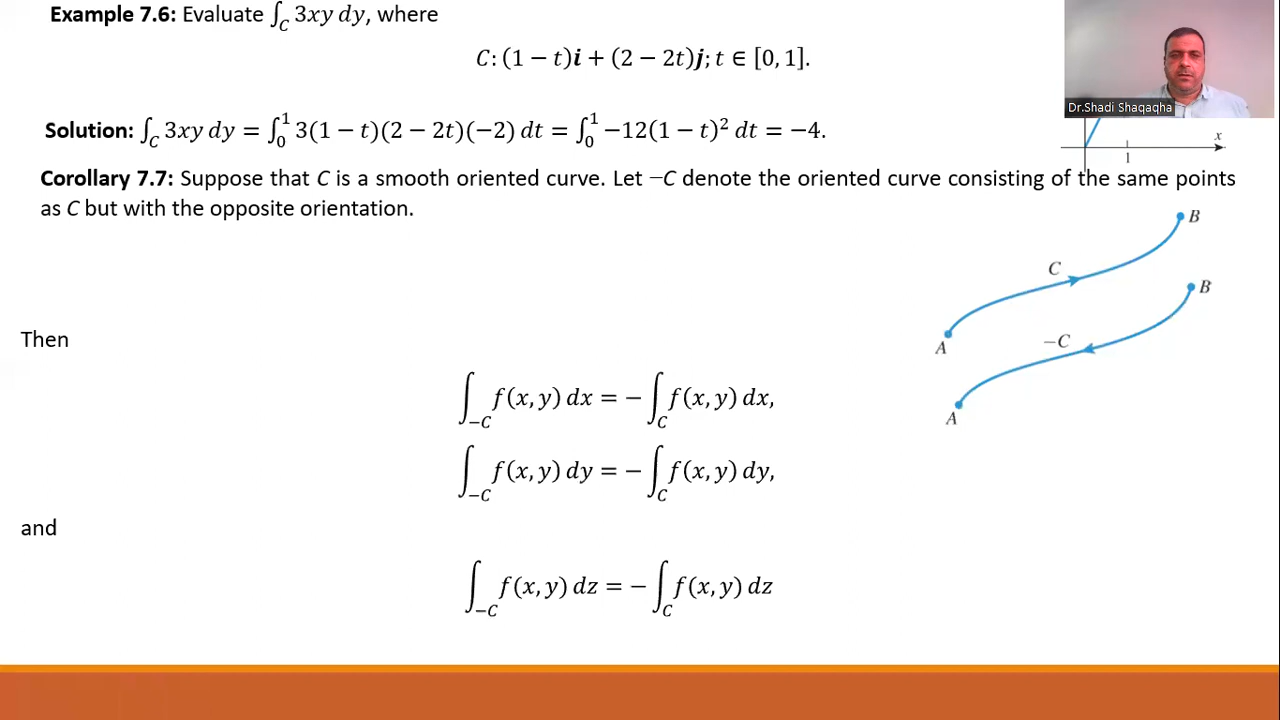 Example 7.6: Evaluate ∫_C 3xy dy, where
C: (1 − t)i + (2 − 2t)j; t ∈ [0, 1].
Dr.Shadi Shaqaqha
Solution: ∫_C 3xy dy = ∫_0^1 3(1 − t)(2 − 2t)(−2) dt = ∫_0^1 −12(1 − t)^2 dt = −4.
x
1
Corollary 7.7: Suppose that C is a smooth oriented curve. Let −C denote the oriented curve consisting of the same points
as C but with the opposite orientation.
B
C
B
A
−C
A
Then
∫_{−C} f(x, y) dx = − ∫_C f(x, y) dx,
∫_{−C} f(x, y) dy = − ∫_C f(x, y) dy,
and
∫_{−C} f(x, y) dz = − ∫_C f(x, y) dz